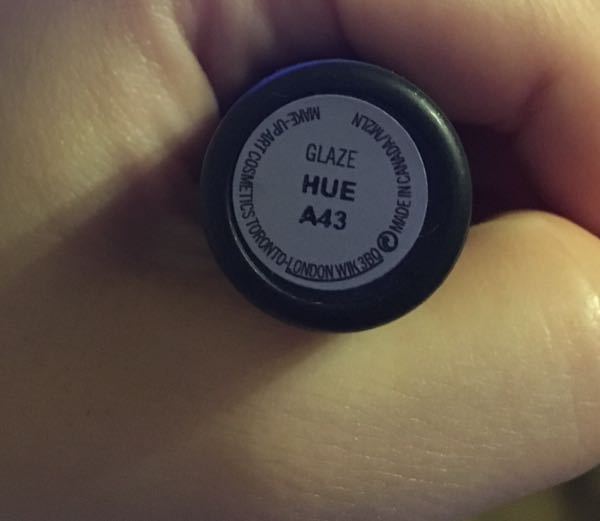 GLAZE
HUE
A43
MAKE-UP ART COSMETICS TORONTO-LONDON W1K 3BQ
MADE IN CANADA/M2LN